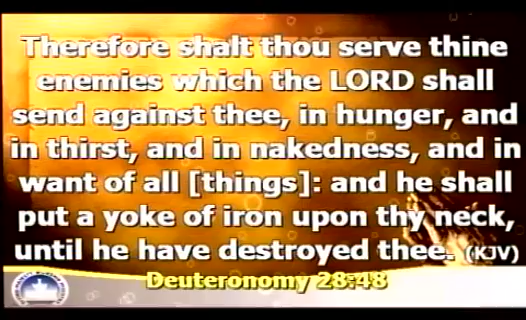 Therefore shalt thou serve thine
enemies which the LORD shall
send against thee, in hunger, and
in thirst, and in nakedness, and in
want of all [things]: and he shall
put a yoke of iron upon thy neck,
until he have destroyed thee. (KJV)
Deuteronomy 28:48